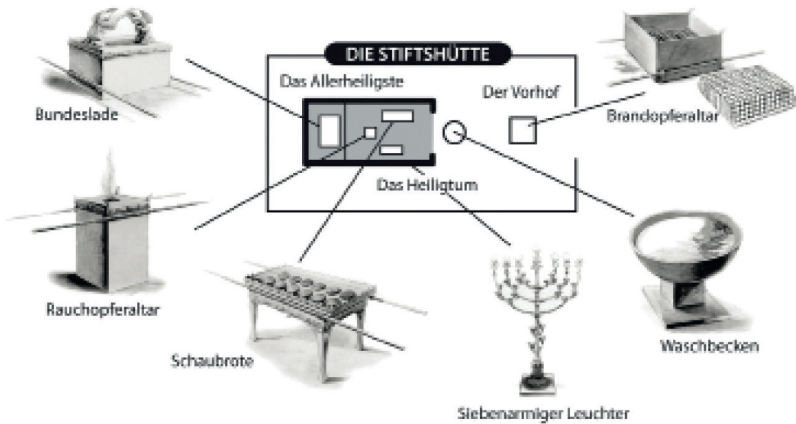 DIE STIFTSHÜTTE
Das Allerheiligste
Der Vorhof
Bundeslade
Brandopferaltar
Das Heiligtum
Rauchopferaltar
Schaubrote
Waschbecken
Siebenarmiger Leuchter